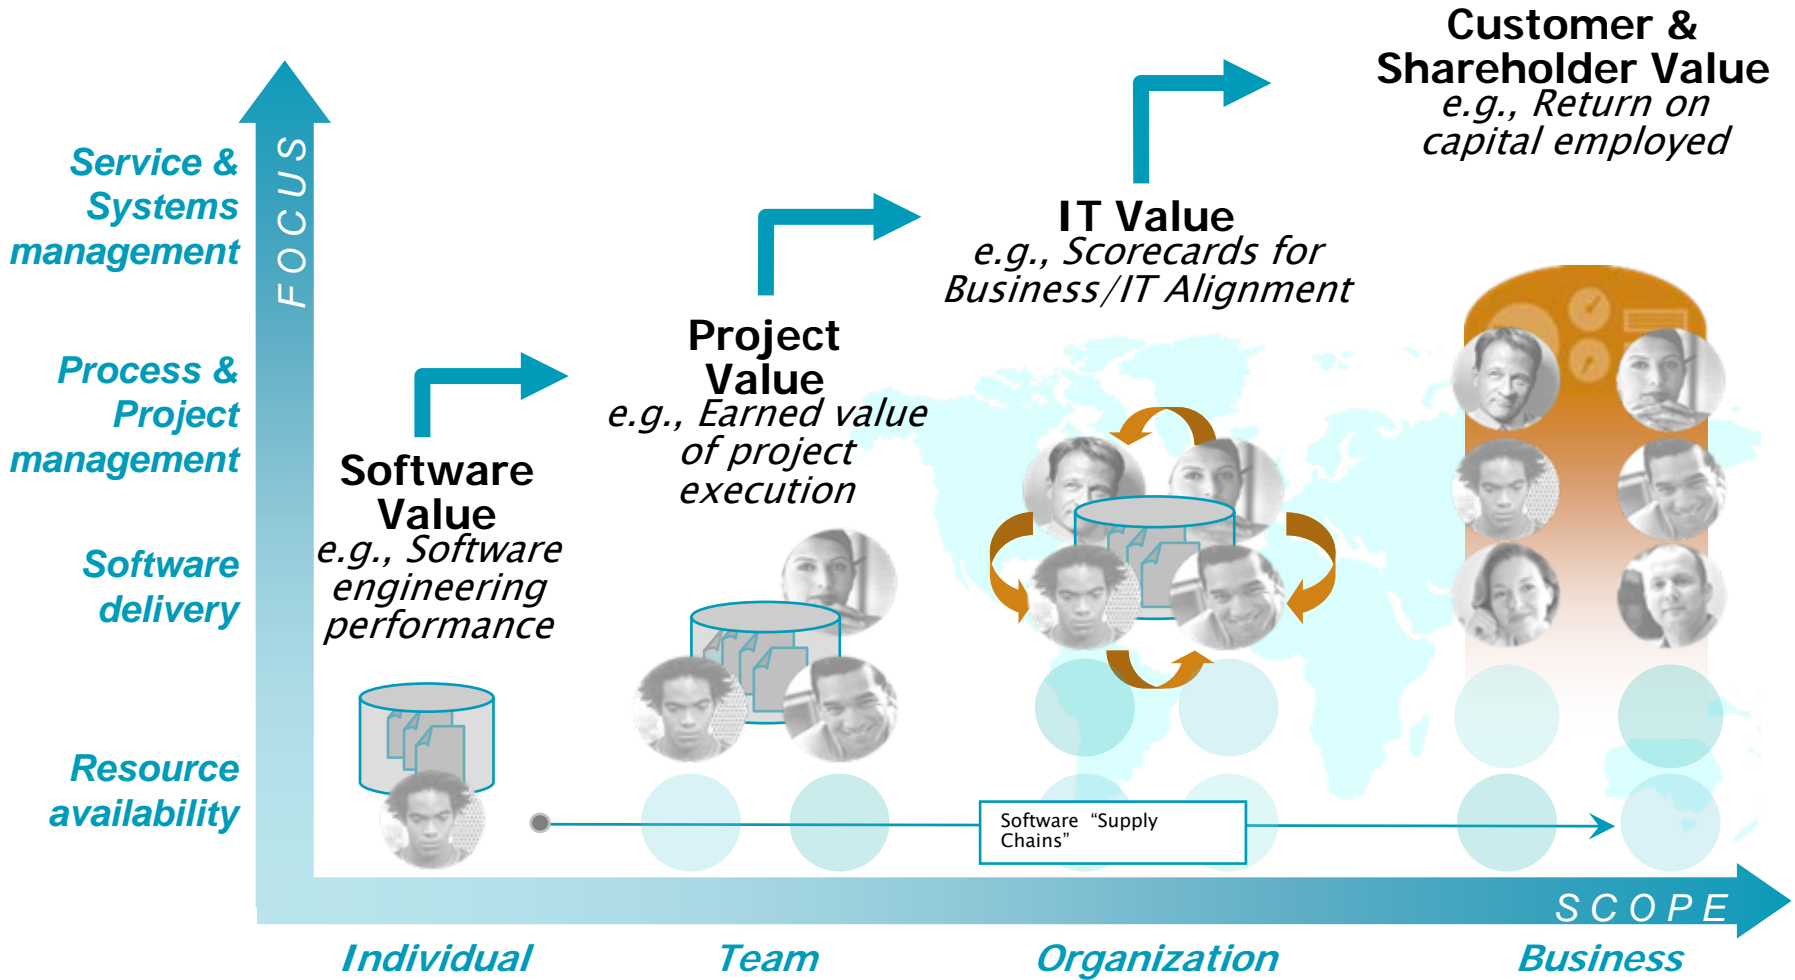 Customer &
Shareholder Value
e.g., Return on
capital employed
FOCUS
Service &
Systems
management
IT Value
e.g., Scorecards for
Business/IT Alignment
Project
Value
e.g., Earned value
of project
execution
Process &
Project
management
Software
Value
e.g., Software
engineering
performance
Software
delivery
Resource
availability
Software “Supply
Chains”
SCOPE
Individual
Team
Organization
Business